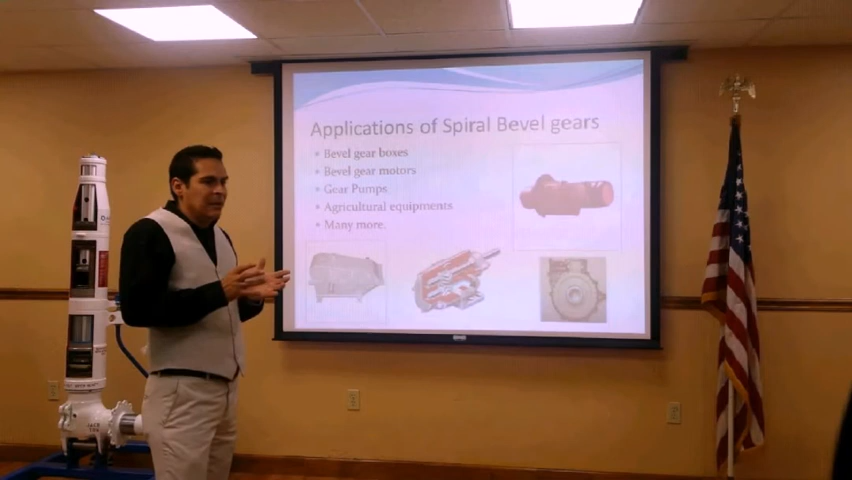 Applications of Spiral Bevel gears
Bevel gear boxes
Bevel gear motors
Gear Pumps
Agricultural equipments
Many more.